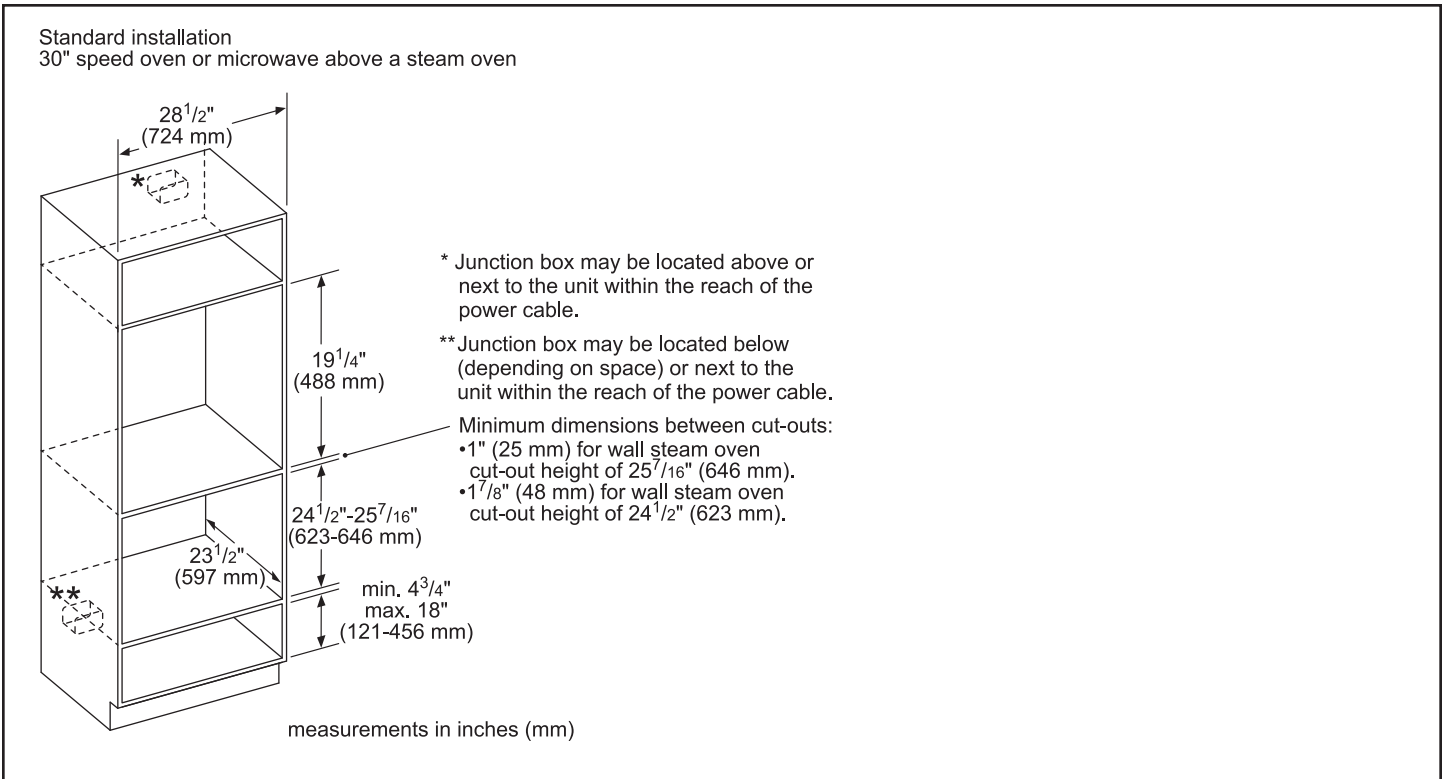 Standard installation
30" speed oven or microwave above a steam oven
28 1/2"
(724 mm)
*
* Junction box may be located above or
next to the unit within the reach of the
power cable.
**Junction box may be located below
(depending on space) or next to the
unit within the reach of the power cable.
19 1/4"
(488 mm)
Minimum dimensions between cut-outs:
•1" (25 mm) for wall steam oven
cut-out height of 25 7/16" (646 mm).
•1 7/8" (48 mm) for wall steam oven
cut-out height of 24 1/2" (623 mm).
24 1/2"-25 7/16"
(623-646 mm)
23 1/2"
(597 mm)
**
min. 4 3/4"
max. 18"
(121-456 mm)
measurements in inches (mm)